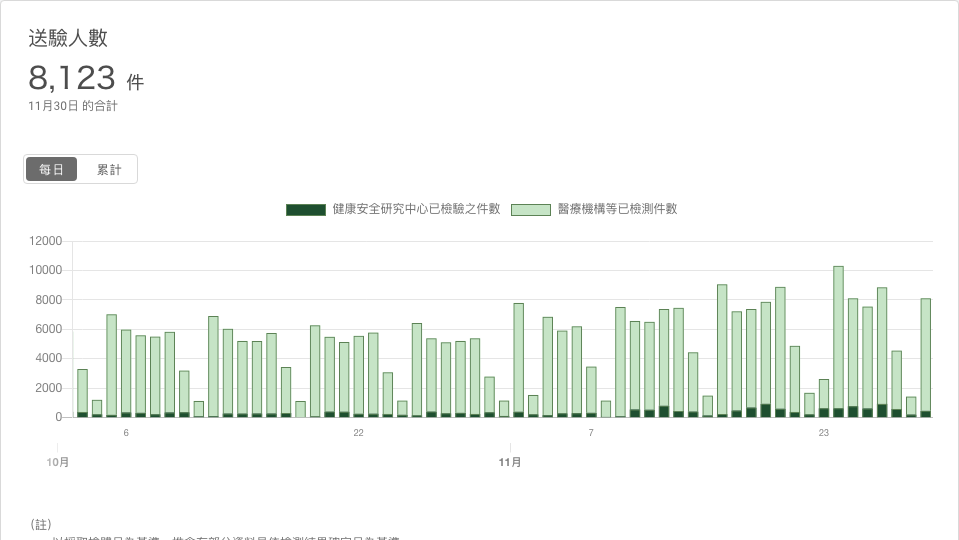 送驗人數
8,123 件
11月30日 的合計
每日 累計
健康安全研究中心已檢驗之件數 醫療機構等已檢測件數
12000
10000
8000
6000
4000
2000
0
6 22 7 23
10月 11月
（註）